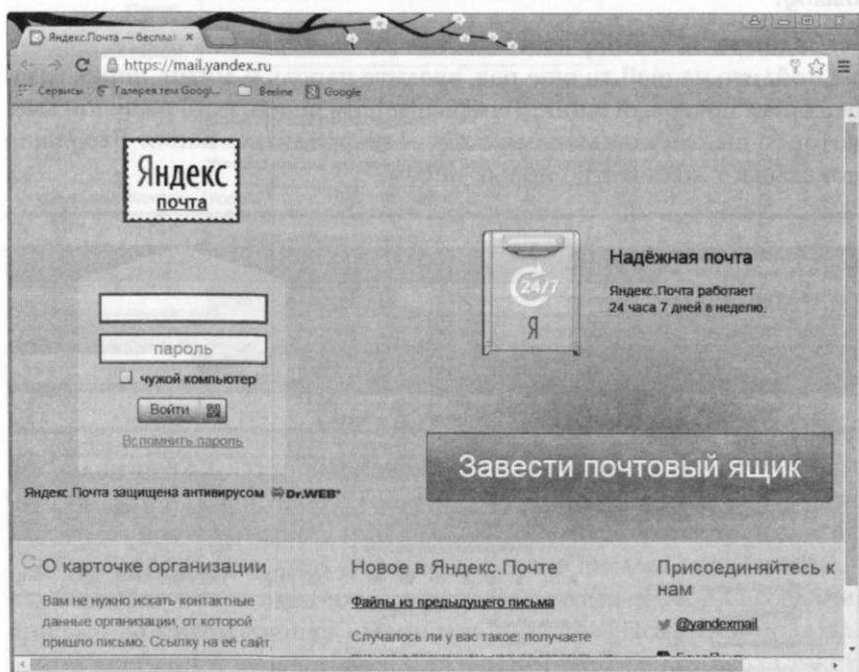 Яндекс.Почта — бесплат
https://mail.yandex.ru
Сервисы Галерея тем Googl... Beeline Google
Яндекс
почта
Надёжная почта
24/7
Яндекс.Почта работает
24 часа 7 дней в неделю.
Я
пароль
чужой компьютер
Войти
Вспомнить пароль
Завести почтовый ящик
Яндекс.Почта защищена антивирусом Dr.WEB®
О карточке организации
Новое в Яндекс.Почте
Присоединяйтесь к
нам
Вам не нужно искать контактные
данные организации, от которой
пришло письмо. Ссылку на её сайт,
Файлы из предыдущего письма
Случалось ли у вас такое: получаете
@yandexmail